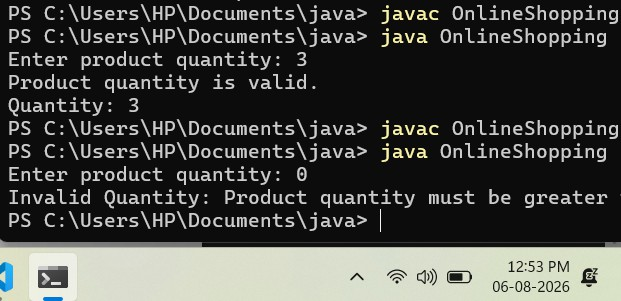 PS C:\Users\HP\Documents\java> javac OnlineShopping
PS C:\Users\HP\Documents\java> java OnlineShopping
Enter product quantity: 3
Product quantity is valid.
Quantity: 3
PS C:\Users\HP\Documents\java> javac OnlineShopping
PS C:\Users\HP\Documents\java> java OnlineShopping
Enter product quantity: 0
Invalid Quantity: Product quantity must be greater
PS C:\Users\HP\Documents\java>
12:53 PM
06-08-2026